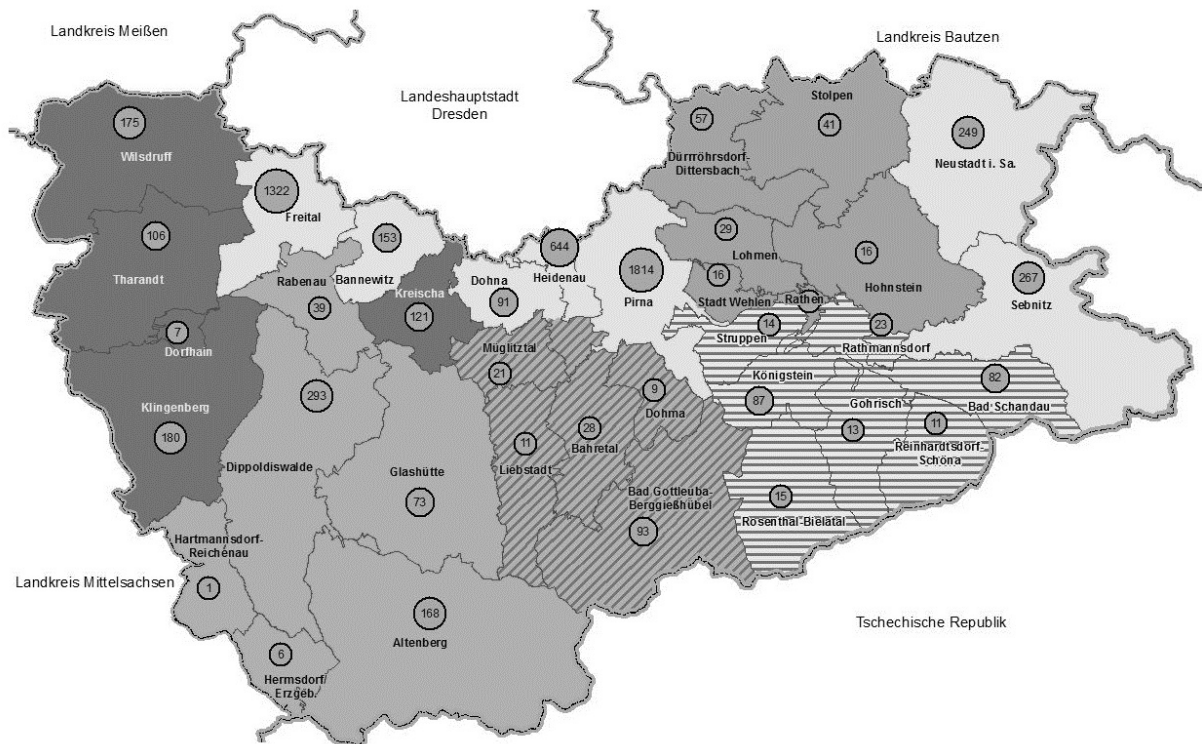 Landkreis Meißen
Landkreis Bautzen
Landeshauptstadt
Dresden
175
Wilsdruff
57
Dürrröhrsdorf-
Dittersbach
Stolpen
41
249
Neustadt i. Sa.
1322
Freital
106
Tharandt
153
Bannewitz
644
Heidenau
1814
Pirna
29
Lohmen
16
Stadt Wehlen
16
Hohnstein
267
Sebnitz
Rabenau
39
Kreischa
121
Dohna
91
Rathen
14
Struppen
23
Rathmannsdorf
7
Dorfhain
Müglitztal
21
Königstein
87
82
Bad Schandau
Klingenberg
180
293
Dippoldiswalde
9
Dohma
Gohrisch
13
11
Reinhardtsdorf-
Schöna
11
Liebstadt
28
Bahretal
Glashütte
73
Bad Gottleuba-
Berggießhübel
93
15
Rosenthal-Bielatal
Hartmannsdorf-
Reichenau
1
Landkreis Mittelsachsen
168
Altenberg
Tschechische Republik
6
Hermsdorf/
Erzgeb.